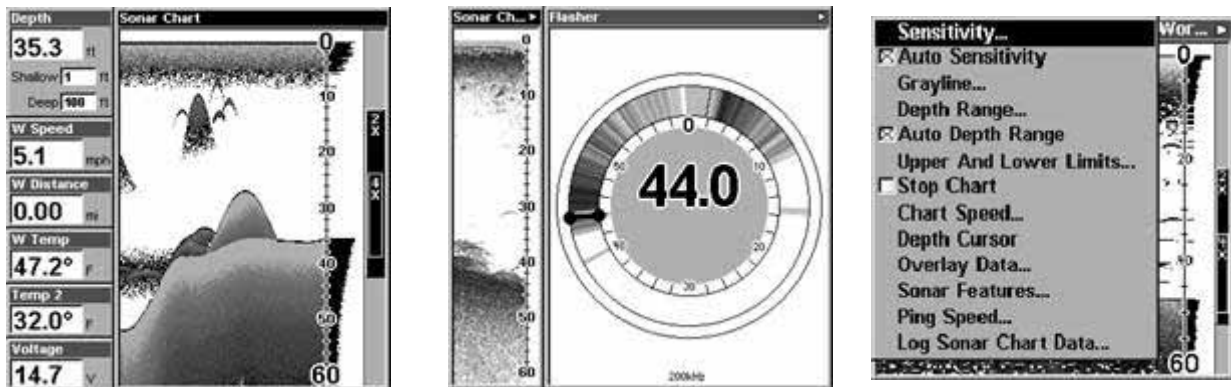 Depth
35.3 ft
Shallow 1 ft
Deep 100 ft
W Speed
5.1 mph
W Distance
0.00 mi
W Temp
47.2° F
Temp 2
32.0° F
Voltage
14.7 V
Sonar Chart
0
10
20
30
40
50
60
2X
4X
Sonar Ch...
0
10
20
30
40
50
60
Flasher
0
10
20
30
40
50
44.0
200kHz
Sensitivity...
Auto Sensitivity
Grayline...
Depth Range...
Auto Depth Range
Upper And Lower Limits...
Stop Chart
Chart Speed...
Depth Cursor
Overlay Data...
Sonar Features...
Ping Speed...
Log Sonar Chart Data...
Wor...
0
20
30
40
50
60